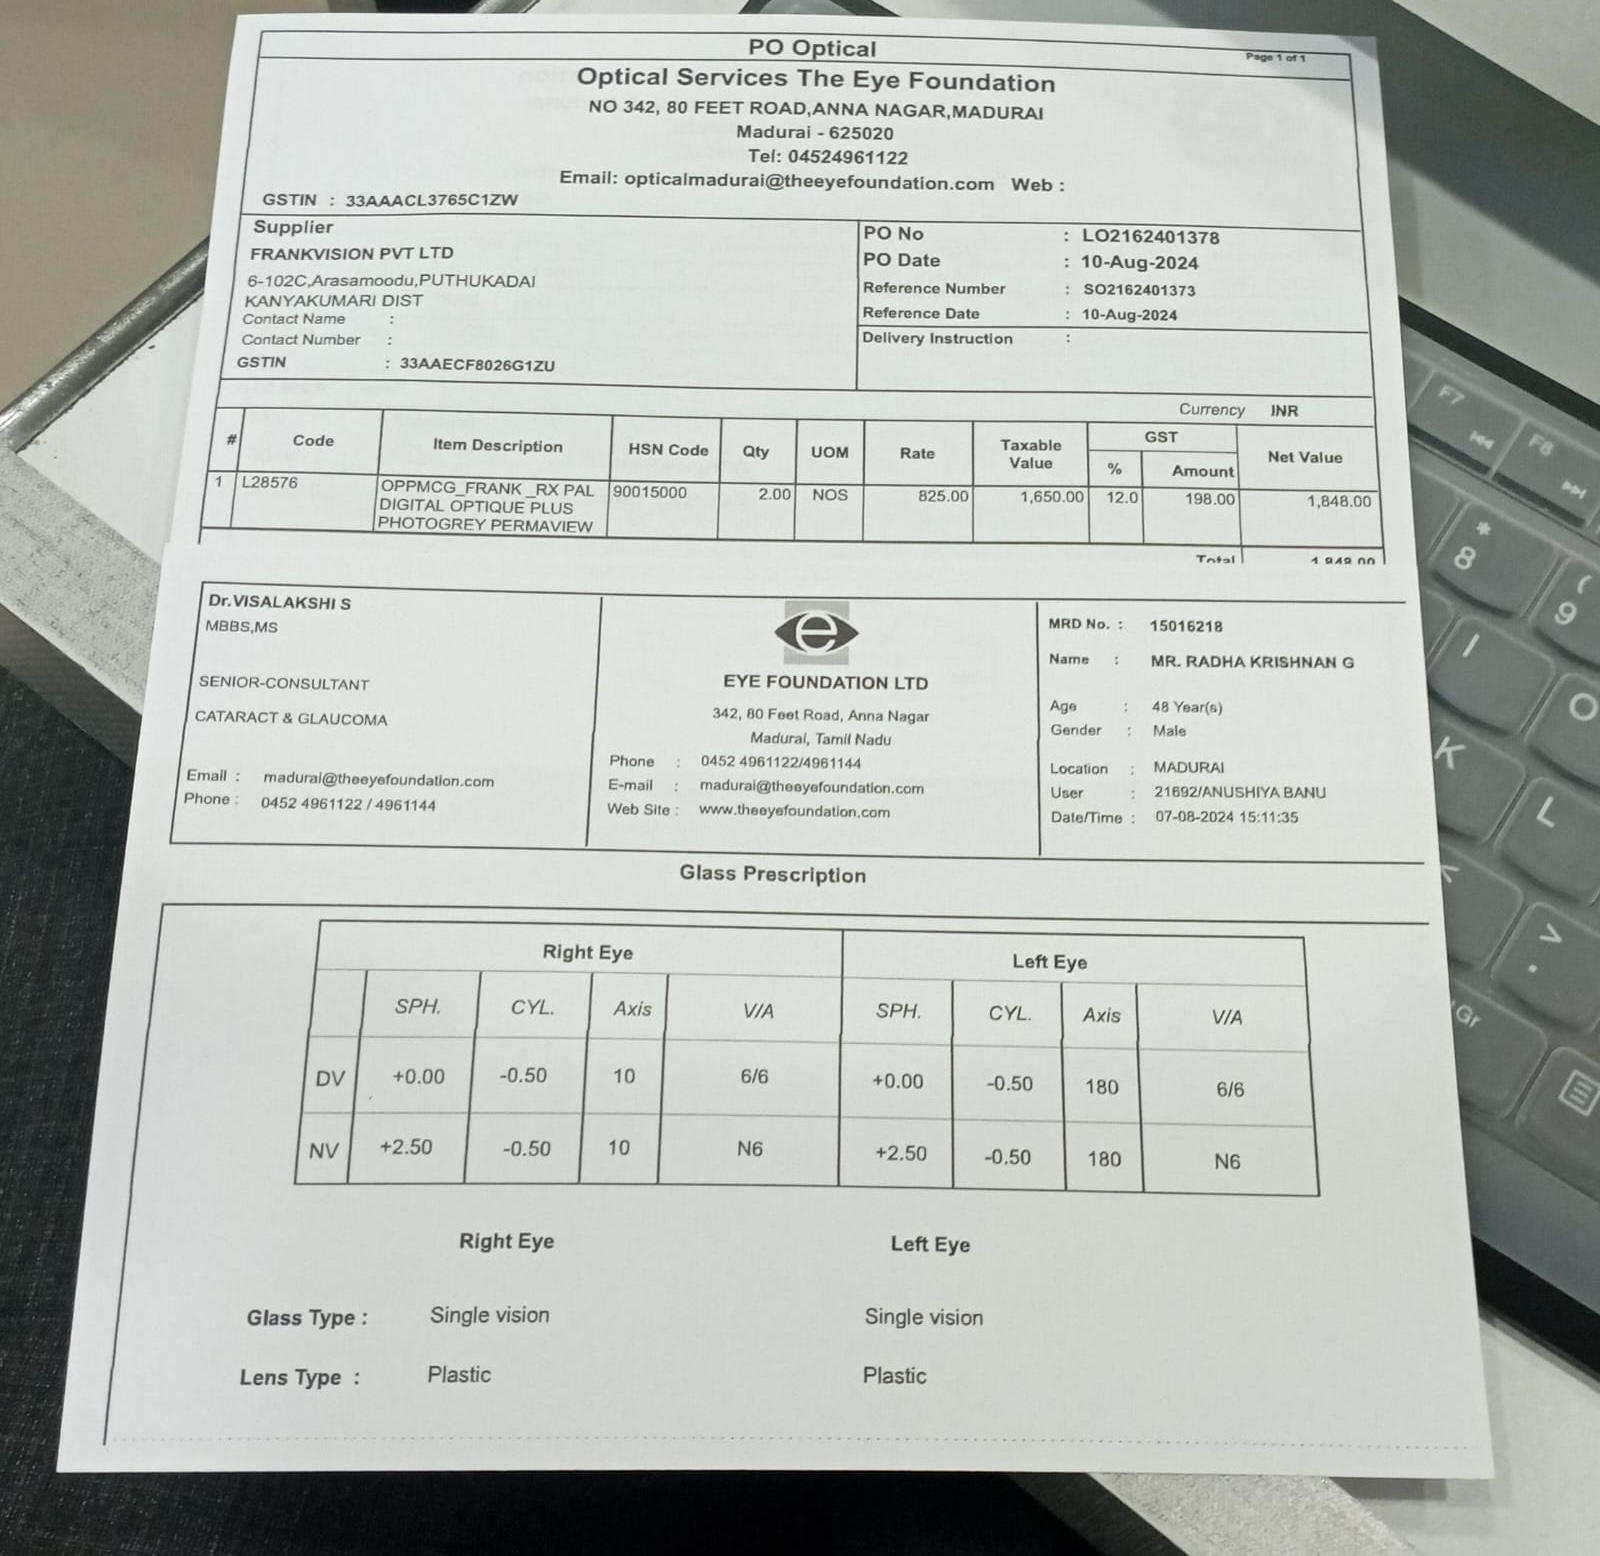 PO Optical
Page 1 of 1
Optical Services The Eye Foundation
NO 342, 80 FEET ROAD,ANNA NAGAR,MADURAI
Madurai - 625020
Tel: 04524961122
Email: opticalmadurai@theeyefoundation.com Web :
GSTIN : 33AAACL3765C1ZW
Supplier
FRANKVISION PVT LTD
6-102C,Arasamoodu,PUTHUKADAI
KANYAKUMARI DIST
Contact Name :
Contact Number :
GSTIN : 33AAECF8026G1ZU
PO No : LO2162401378
PO Date : 10-Aug-2024
Reference Number : SO2162401373
Reference Date : 10-Aug-2024
Delivery Instruction :
Currency INR
# Code Item Description HSN Code Qty UOM Rate Taxable Value GST % Amount Net Value
1 L28576 OPPMCG_FRANK _RX PAL 90015000 2.00 NOS 825.00 1,650.00 12.0 198.00 1,848.00
DIGITAL OPTIQUE PLUS
PHOTOGREY PERMAVIEW
Total 1,848.00
Dr.VISALAKSHI S
MBBS,MS
SENIOR-CONSULTANT
CATARACT & GLAUCOMA
Email : madurai@theeyefoundation.com
Phone : 0452 4961122 / 4961144
e
EYE FOUNDATION LTD
342, 80 Feet Road, Anna Nagar
Madurai, Tamil Nadu
Phone : 0452 4961122/4961144
E-mail : madurai@theeyefoundation.com
Web Site : www.theeyefoundation.com
MRD No. : 15016218
Name : MR. RADHA KRISHNAN G
Age : 48 Year(s)
Gender : Male
Location : MADURAI
User : 21692/ANUSHIYA BANU
Date/Time : 07-08-2024 15:11:35
Glass Prescription
Right Eye Left Eye
SPH. CYL. Axis V/A SPH. CYL. Axis V/A
DV +0.00 -0.50 10 6/6 +0.00 -0.50 180 6/6
NV +2.50 -0.50 10 N6 +2.50 -0.50 180 N6
Right Eye Left Eye
Glass Type : Single vision Single vision
Lens Type : Plastic Plastic
F7
F8
*
8
(
9
I
O
K
L
<
>
.
Gr